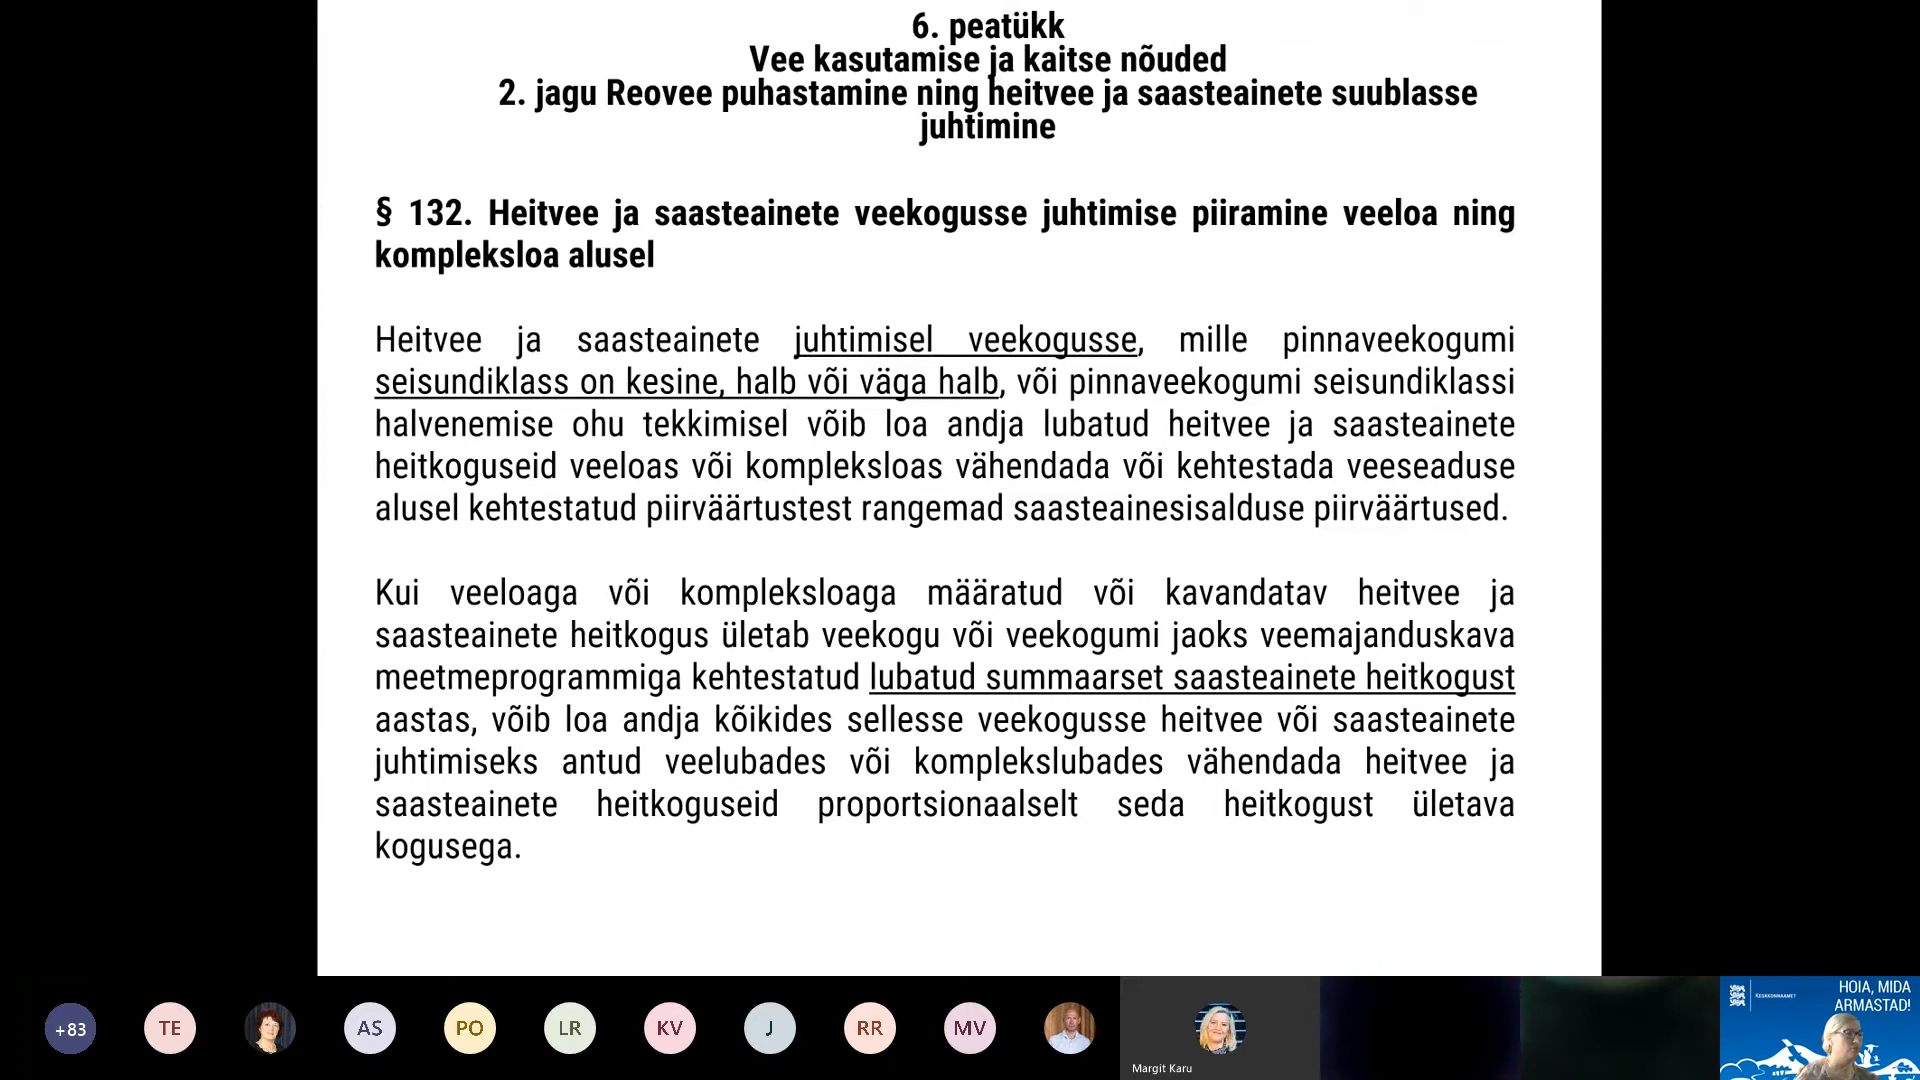 6. peatükk
Vee kasutamise ja kaitse nõuded
2. jagu Reovee puhastamine ning heitvee ja saasteainete suublasse
juhtimine
§ 132. Heitvee ja saasteainete veekogusse juhtimise piiramine veeloa ning
kompleksloa alusel
Heitvee ja saasteainete juhtimisel veekogusse, mille pinnaveekogumi
seisundiklass on kesine, halb või väga halb, või pinnaveekogumi seisundiklassi
halvenemise ohu tekkimisel võib loa andja lubatud heitvee ja saasteainete
heitkoguseid veeloas või kompleksloas vähendada või kehtestada veeseaduse
alusel kehtestatud piirväärtustest rangemad saasteainesisalduse piirväärtused.
Kui veeloaga või kompleksloaga määratud või kavandatav heitvee ja
saasteainete heitkogus ületab veekogu või veekogumi jaoks veemajanduskava
meetmeprogrammiga kehtestatud lubatud summaarset saasteainete heitkogust
aastas, võib loa andja kõikides sellesse veekogusse heitvee või saasteainete
juhtimiseks antud veelubades või komplekslubades vähendada heitvee ja
saasteainete heitkoguseid proportsionaalselt seda heitkogust ületava
kogusega.
+83 TE AS PO LR KV J RR MV
Margit Karu
KESKKONNAAMET
HOIA, MIDA
ARMASTAD!